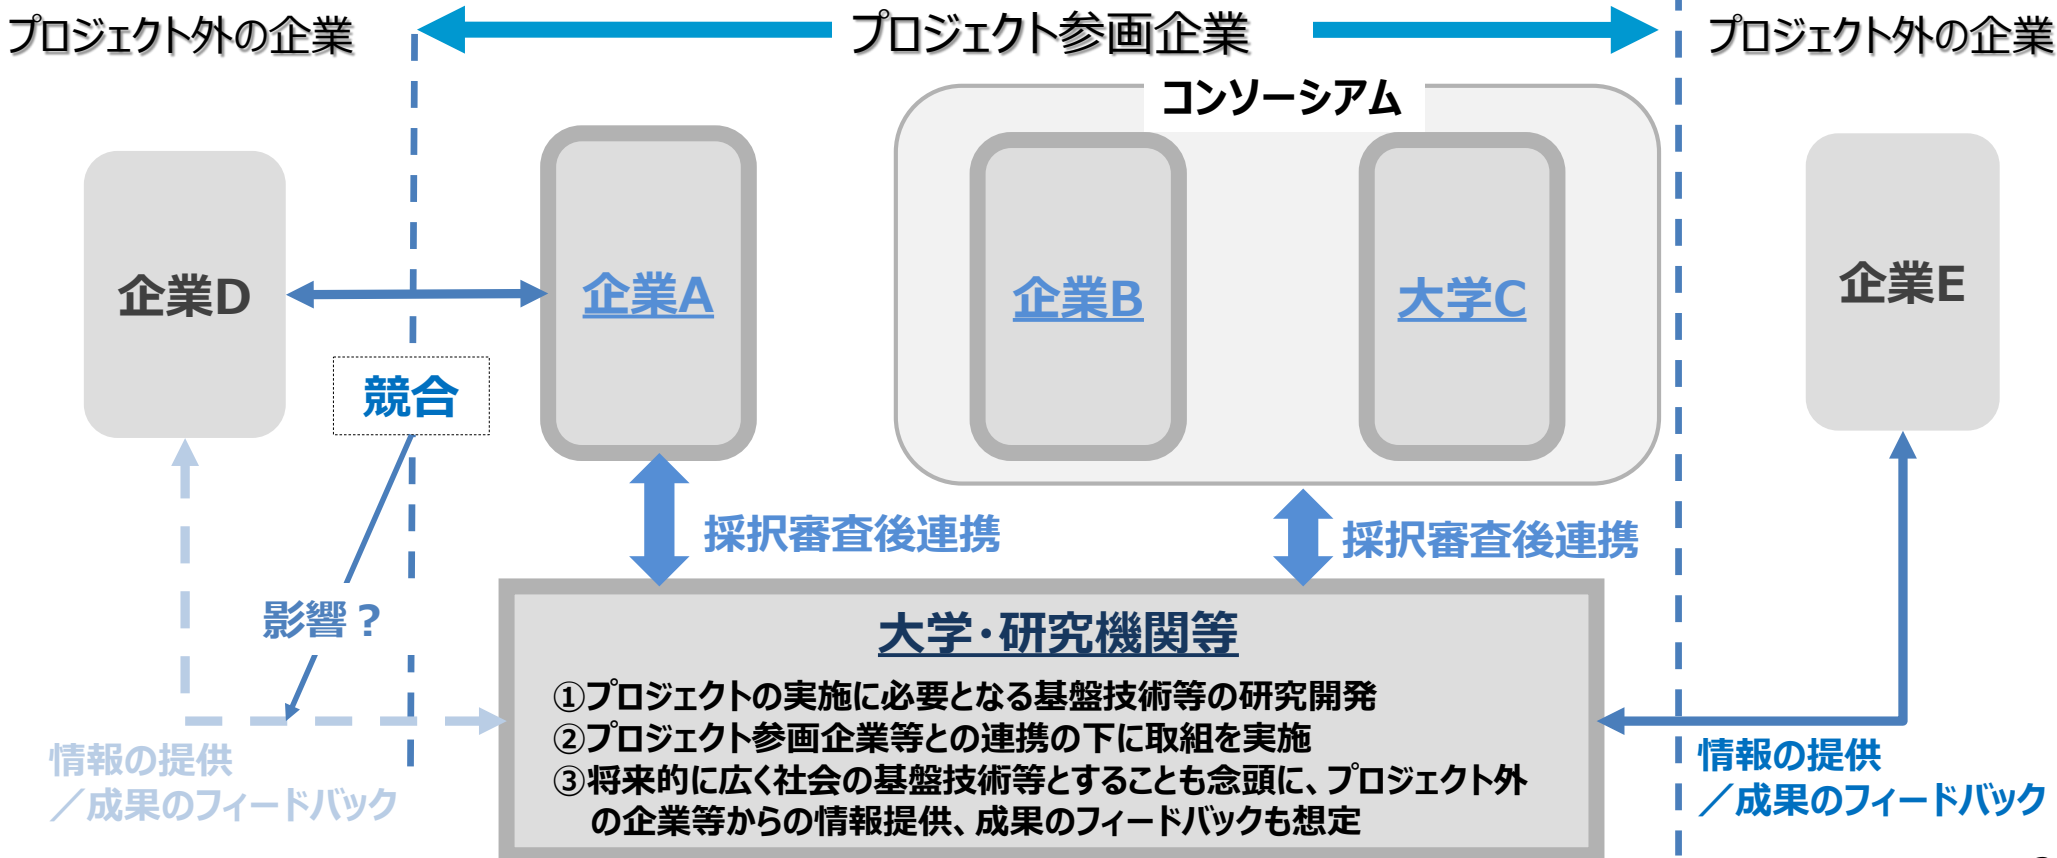 プロジェクト外の企業
プロジェクト参画企業
プロジェクト外の企業
コンソーシアム
企業D
企業A
企業B
大学C
企業E
競合
採択審査後連携
採択審査後連携
影響？
大学・研究機関等
①プロジェクトの実施に必要となる基盤技術等の研究開発
②プロジェクト参画企業等との連携の下に取組を実施
③将来的に広く社会の基盤技術等とすることも念頭に、プロジェクト外
の企業等からの情報提供、成果のフィードバックも想定
情報の提供
／成果のフィードバック
情報の提供
／成果のフィードバック